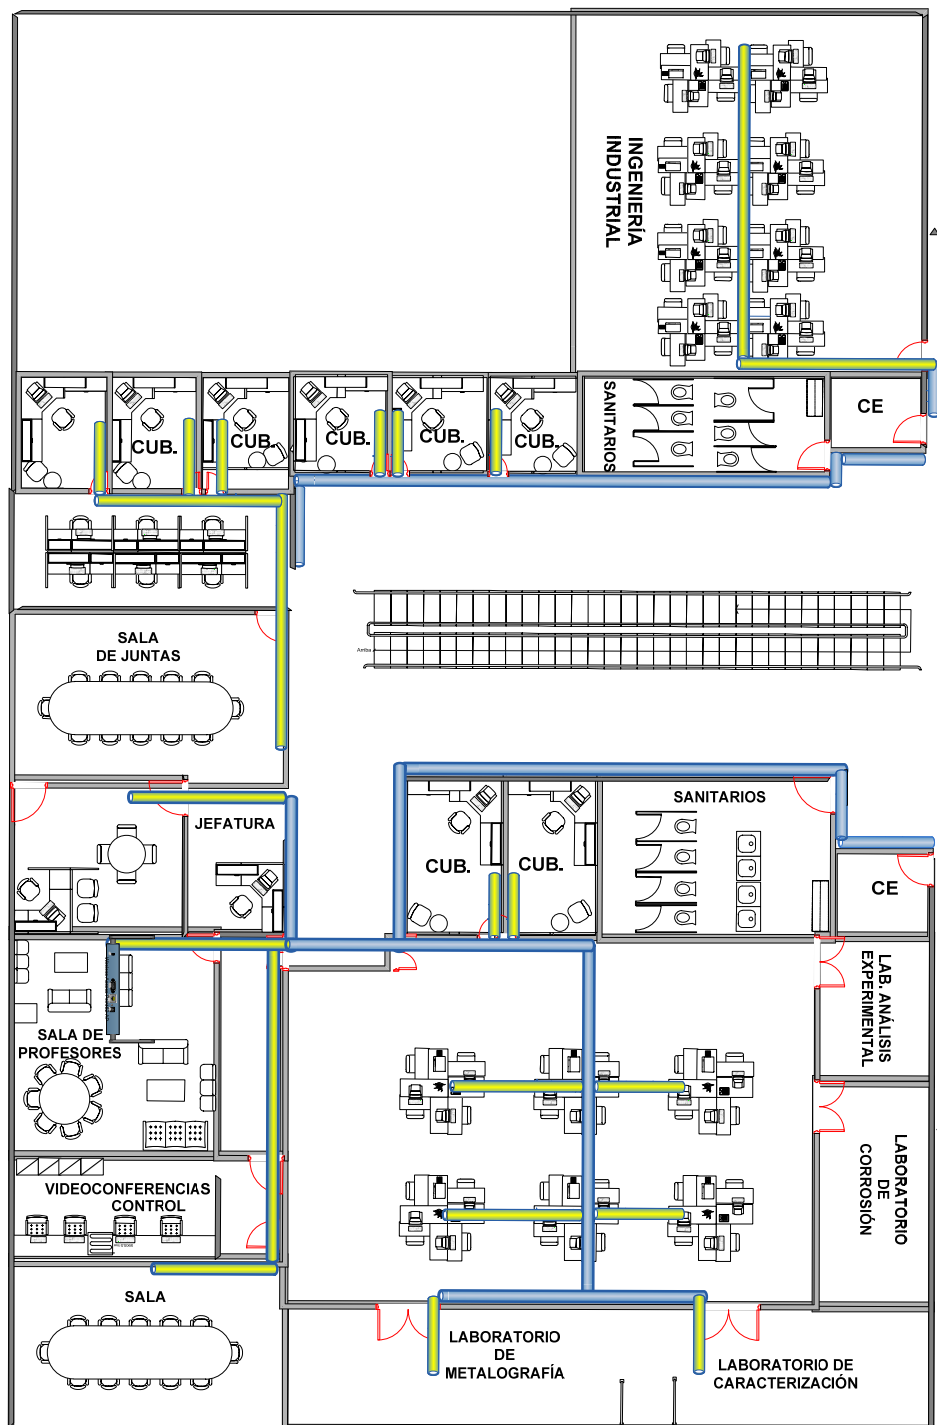 INGENIERÍA
INDUSTRIAL
CUB.
CUB.
CUB.
CUB.
CUB.
SANITARIOS
CE
SALA
DE JUNTAS
Arriba
JEFATURA
CUB.
CUB.
SANITARIOS
CE
LAB. ANÁLISIS
EXPERIMENTAL
SALA DE
PROFESORES
LABORATORIO
DE
CORROSIÓN
VIDEOCONFERENCIAS
CONTROL
SALA
LABORATORIO
DE
METALOGRAFÍA
LABORATORIO DE
CARACTERIZACIÓN